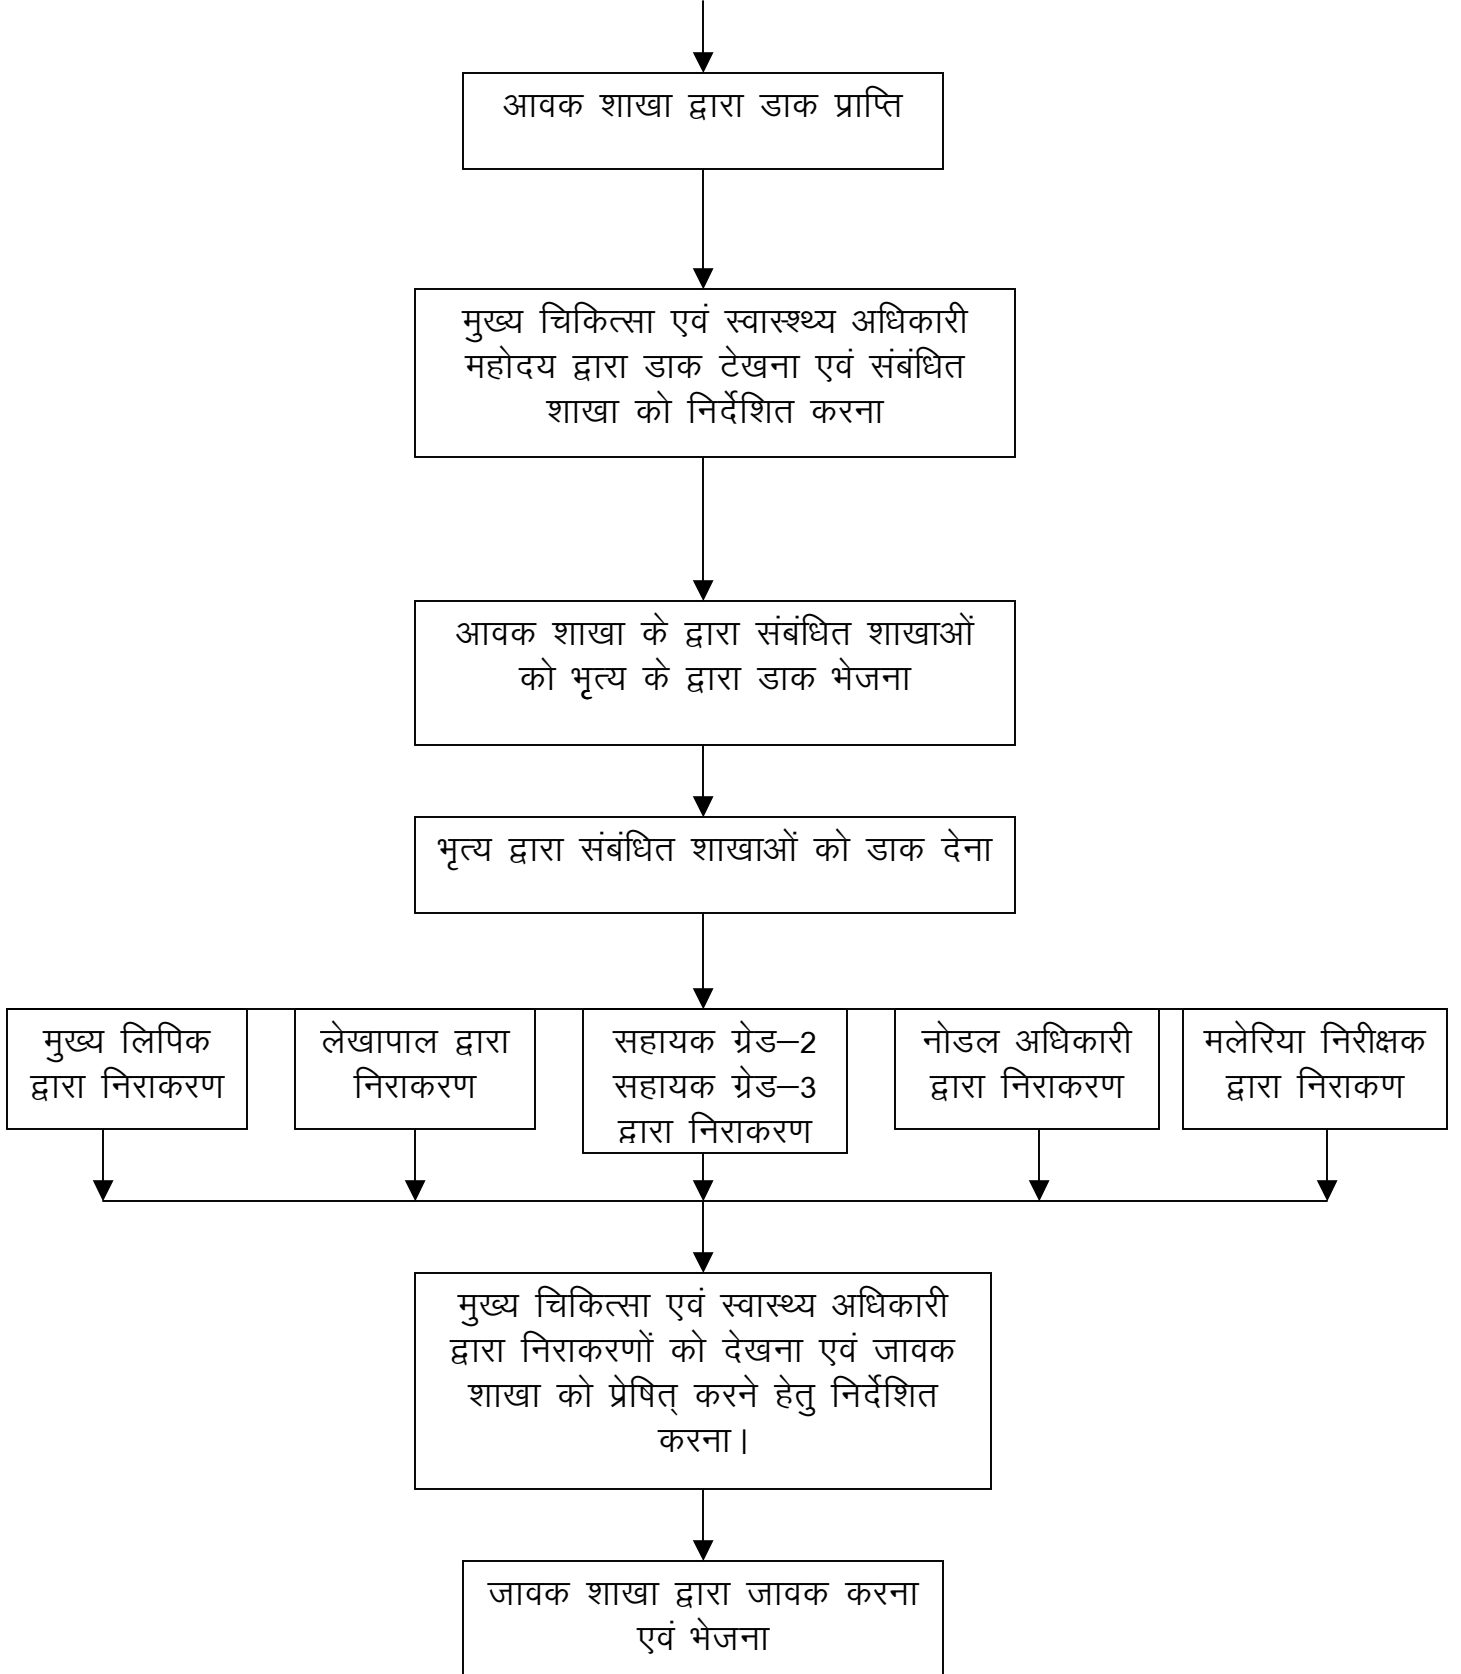 आवक शाखा द्वारा डाक प्राप्ति
मुख्य चिकित्सा एवं स्वास्श्थ्य अधिकारी
महोदय द्वारा डाक टेखना एवं संबंधित
शाखा को निर्देशित करना
आवक शाखा के द्वारा संबंधित शाखाओं
को भृत्य के द्वारा डाक भेजना
भृत्य द्वारा संबंधित शाखाओं को डाक देना
मुख्य लिपिक
द्वारा निराकरण
लेखापाल द्वारा
निराकरण
सहायक ग्रेड–2
सहायक ग्रेड–3
द्वारा निराकरण
नोडल अधिकारी
द्वारा निराकरण
मलेरिया निरीक्षक
द्वारा निराकण
मुख्य चिकित्सा एवं स्वास्थ्य अधिकारी
द्वारा निराकरणों को देखना एवं जावक
शाखा को प्रेषित् करने हेतु निर्देशित
करना।
जावक शाखा द्वारा जावक करना
एवं भेजना